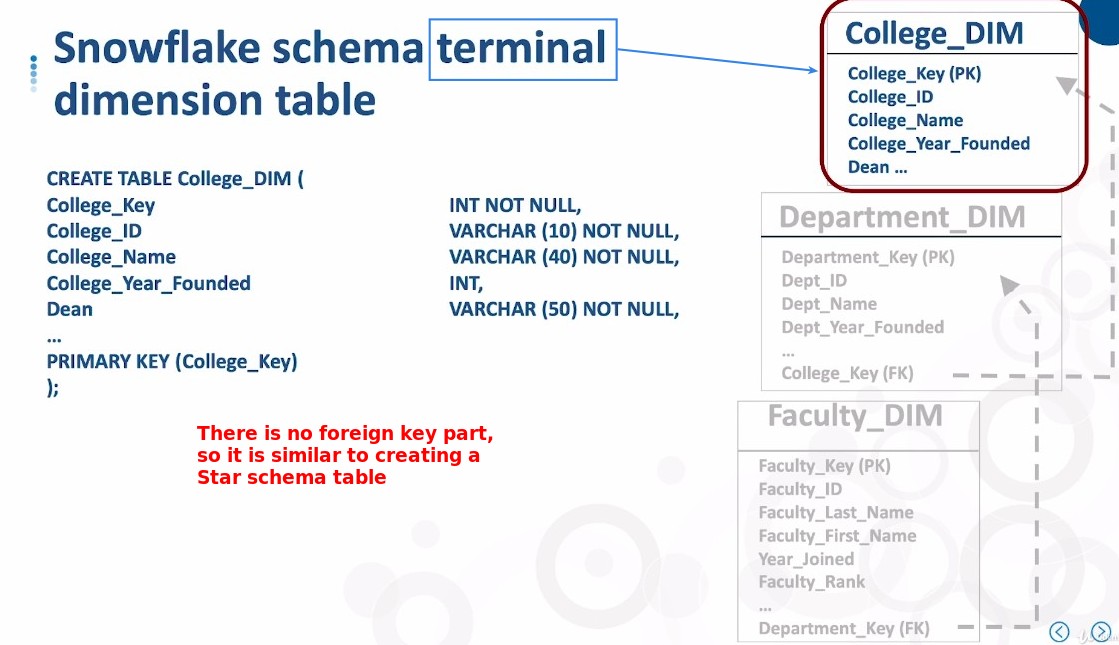 Snowflake schema terminal
dimension table
CREATE TABLE College_DIM (
College_Key INT NOT NULL,
College_ID VARCHAR (10) NOT NULL,
College_Name VARCHAR (40) NOT NULL,
College_Year_Founded INT,
Dean VARCHAR (50) NOT NULL,
...
PRIMARY KEY (College_Key)
);
There is no foreign key part,
so it is similar to creating a
Star schema table
College_DIM
College_Key (PK)
College_ID
College_Name
College_Year_Founded
Dean ...
Department_DIM
Department_Key (PK)
Dept_ID
Dept_Name
Dept_Year_Founded
...
College_Key (FK)
Faculty_DIM
Faculty_Key (PK)
Faculty_ID
Faculty_Last_Name
Faculty_First_Name
Year_Joined
Faculty_Rank
...
Department_Key (FK)